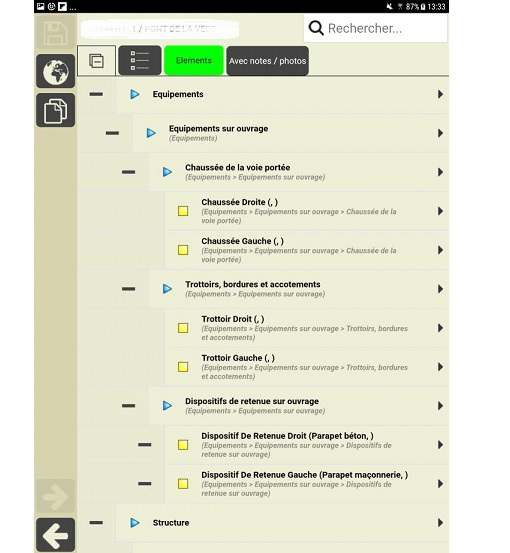 87% 13:33
1 / PONT DE LA
Rechercher...
Elements
Avec notes / photos
Equipements
Equipements sur ouvrage
(Equipements)
Chaussée de la voie portée
(Equipements > Equipements sur ouvrage)
Chaussée Droite (, )
(Equipements > Equipements sur ouvrage > Chaussée de la
voie portée)
Chaussée Gauche (, )
(Equipements > Equipements sur ouvrage > Chaussée de la
voie portée)
Trottoirs, bordures et accotements
(Equipements > Equipements sur ouvrage)
Trottoir Droit (, )
(Equipements > Equipements sur ouvrage > Trottoirs, bordures
et accotements)
Trottoir Gauche (, )
(Equipements > Equipements sur ouvrage > Trottoirs, bordures
et accotements)
Dispositifs de retenue sur ouvrage
(Equipements > Equipements sur ouvrage)
Dispositif De Retenue Droit (Parapet béton, )
(Equipements > Equipements sur ouvrage > Dispositifs de
retenue sur ouvrage)
Dispositif De Retenue Gauche (Parapet maçonnerie, )
(Equipements > Equipements sur ouvrage > Dispositifs de
retenue sur ouvrage)
Structure